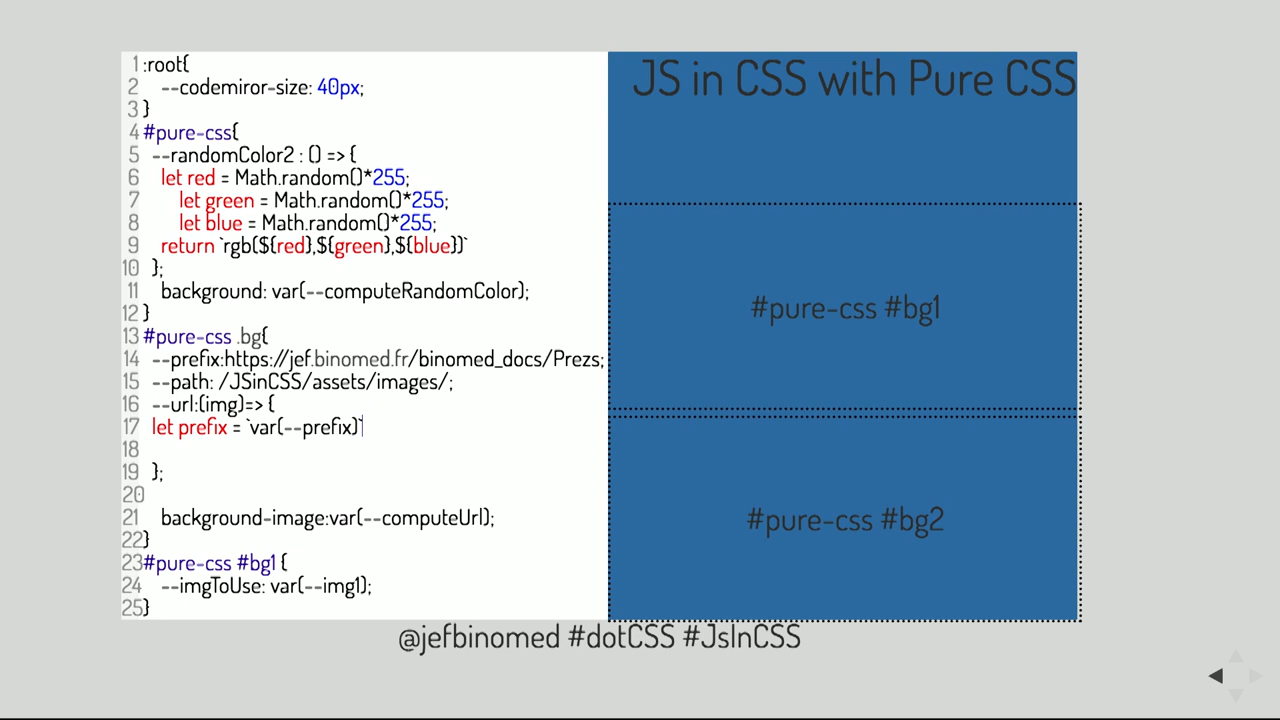 1 :root{
2 --codemiror-size: 40px;
3 }
4 #pure-css{
5 --randomColor2 : () => {
6 let red = Math.random()*255;
7 let green = Math.random()*255;
8 let blue = Math.random()*255;
9 return `rgb(${red},${green},${blue})`
10 };
11 background: var(--computeRandomColor);
12 }
13 #pure-css .bg{
14 --prefix:https://jef.binomed.fr/binomed_docs/Prezs;
15 --path: /JSinCSS/assets/images/;
16 --url:(img)=> {
17 let prefix = `var(--prefix)`
18
19 };
20
21 background-image:var(--computeUrl);
22 }
23 #pure-css #bg1 {
24 --imgToUse: var(--img1);
25 }
JS in CSS with Pure CSS
#pure-css #bg1
#pure-css #bg2
@jefbinomed #dotCSS #JsInCSS